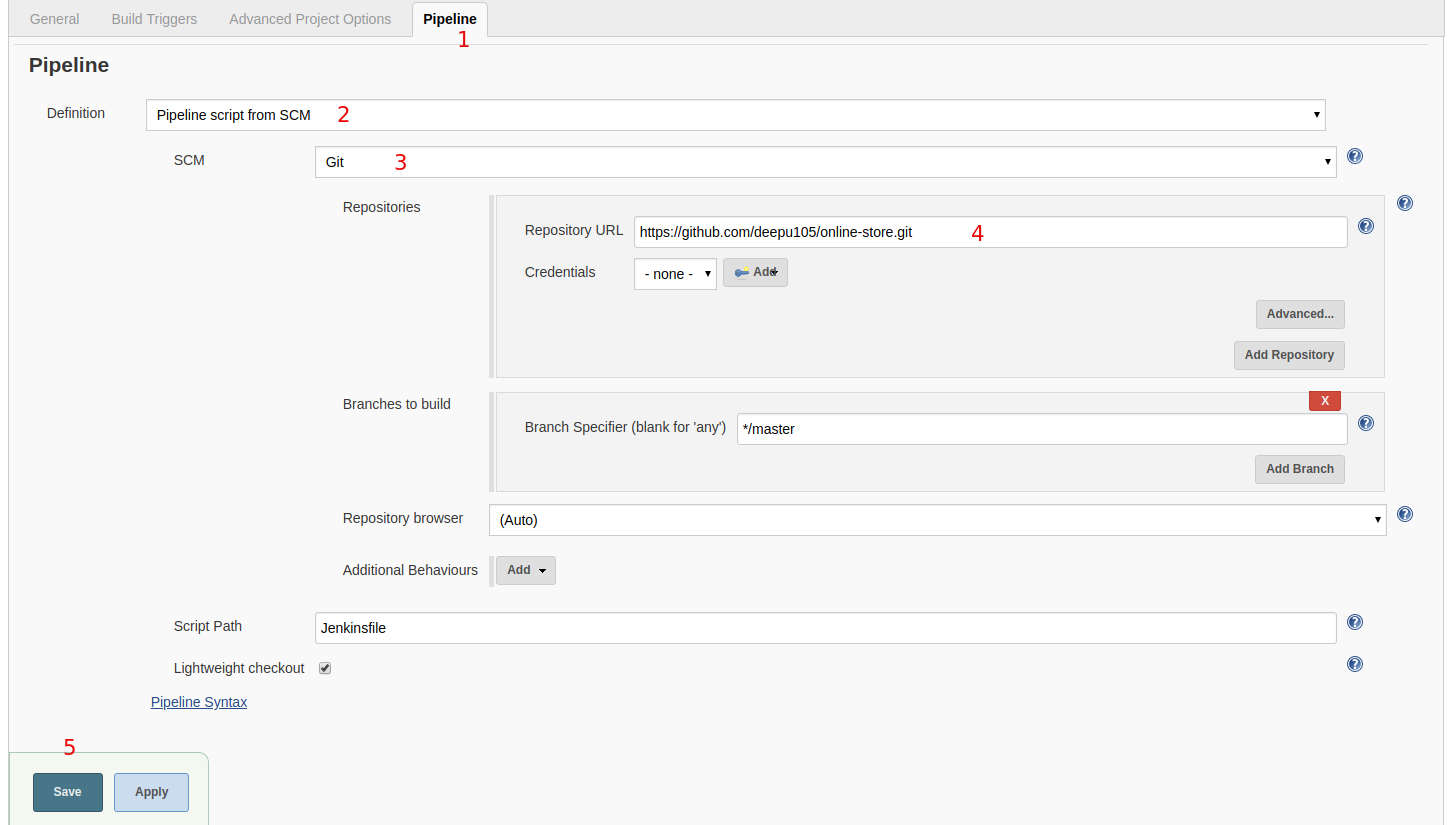 General Build Triggers Advanced Project Options Pipeline
1
Pipeline
Definition Pipeline script from SCM 2
SCM Git 3
Repositories
Repository URL https://github.com/deepu105/online-store.git 4
Credentials - none - Add
Advanced...
Add Repository
Branches to build X
Branch Specifier (blank for 'any') */master
Add Branch
Repository browser (Auto)
Additional Behaviours Add
Script Path Jenkinsfile
Lightweight checkout
Pipeline Syntax
5
Save Apply